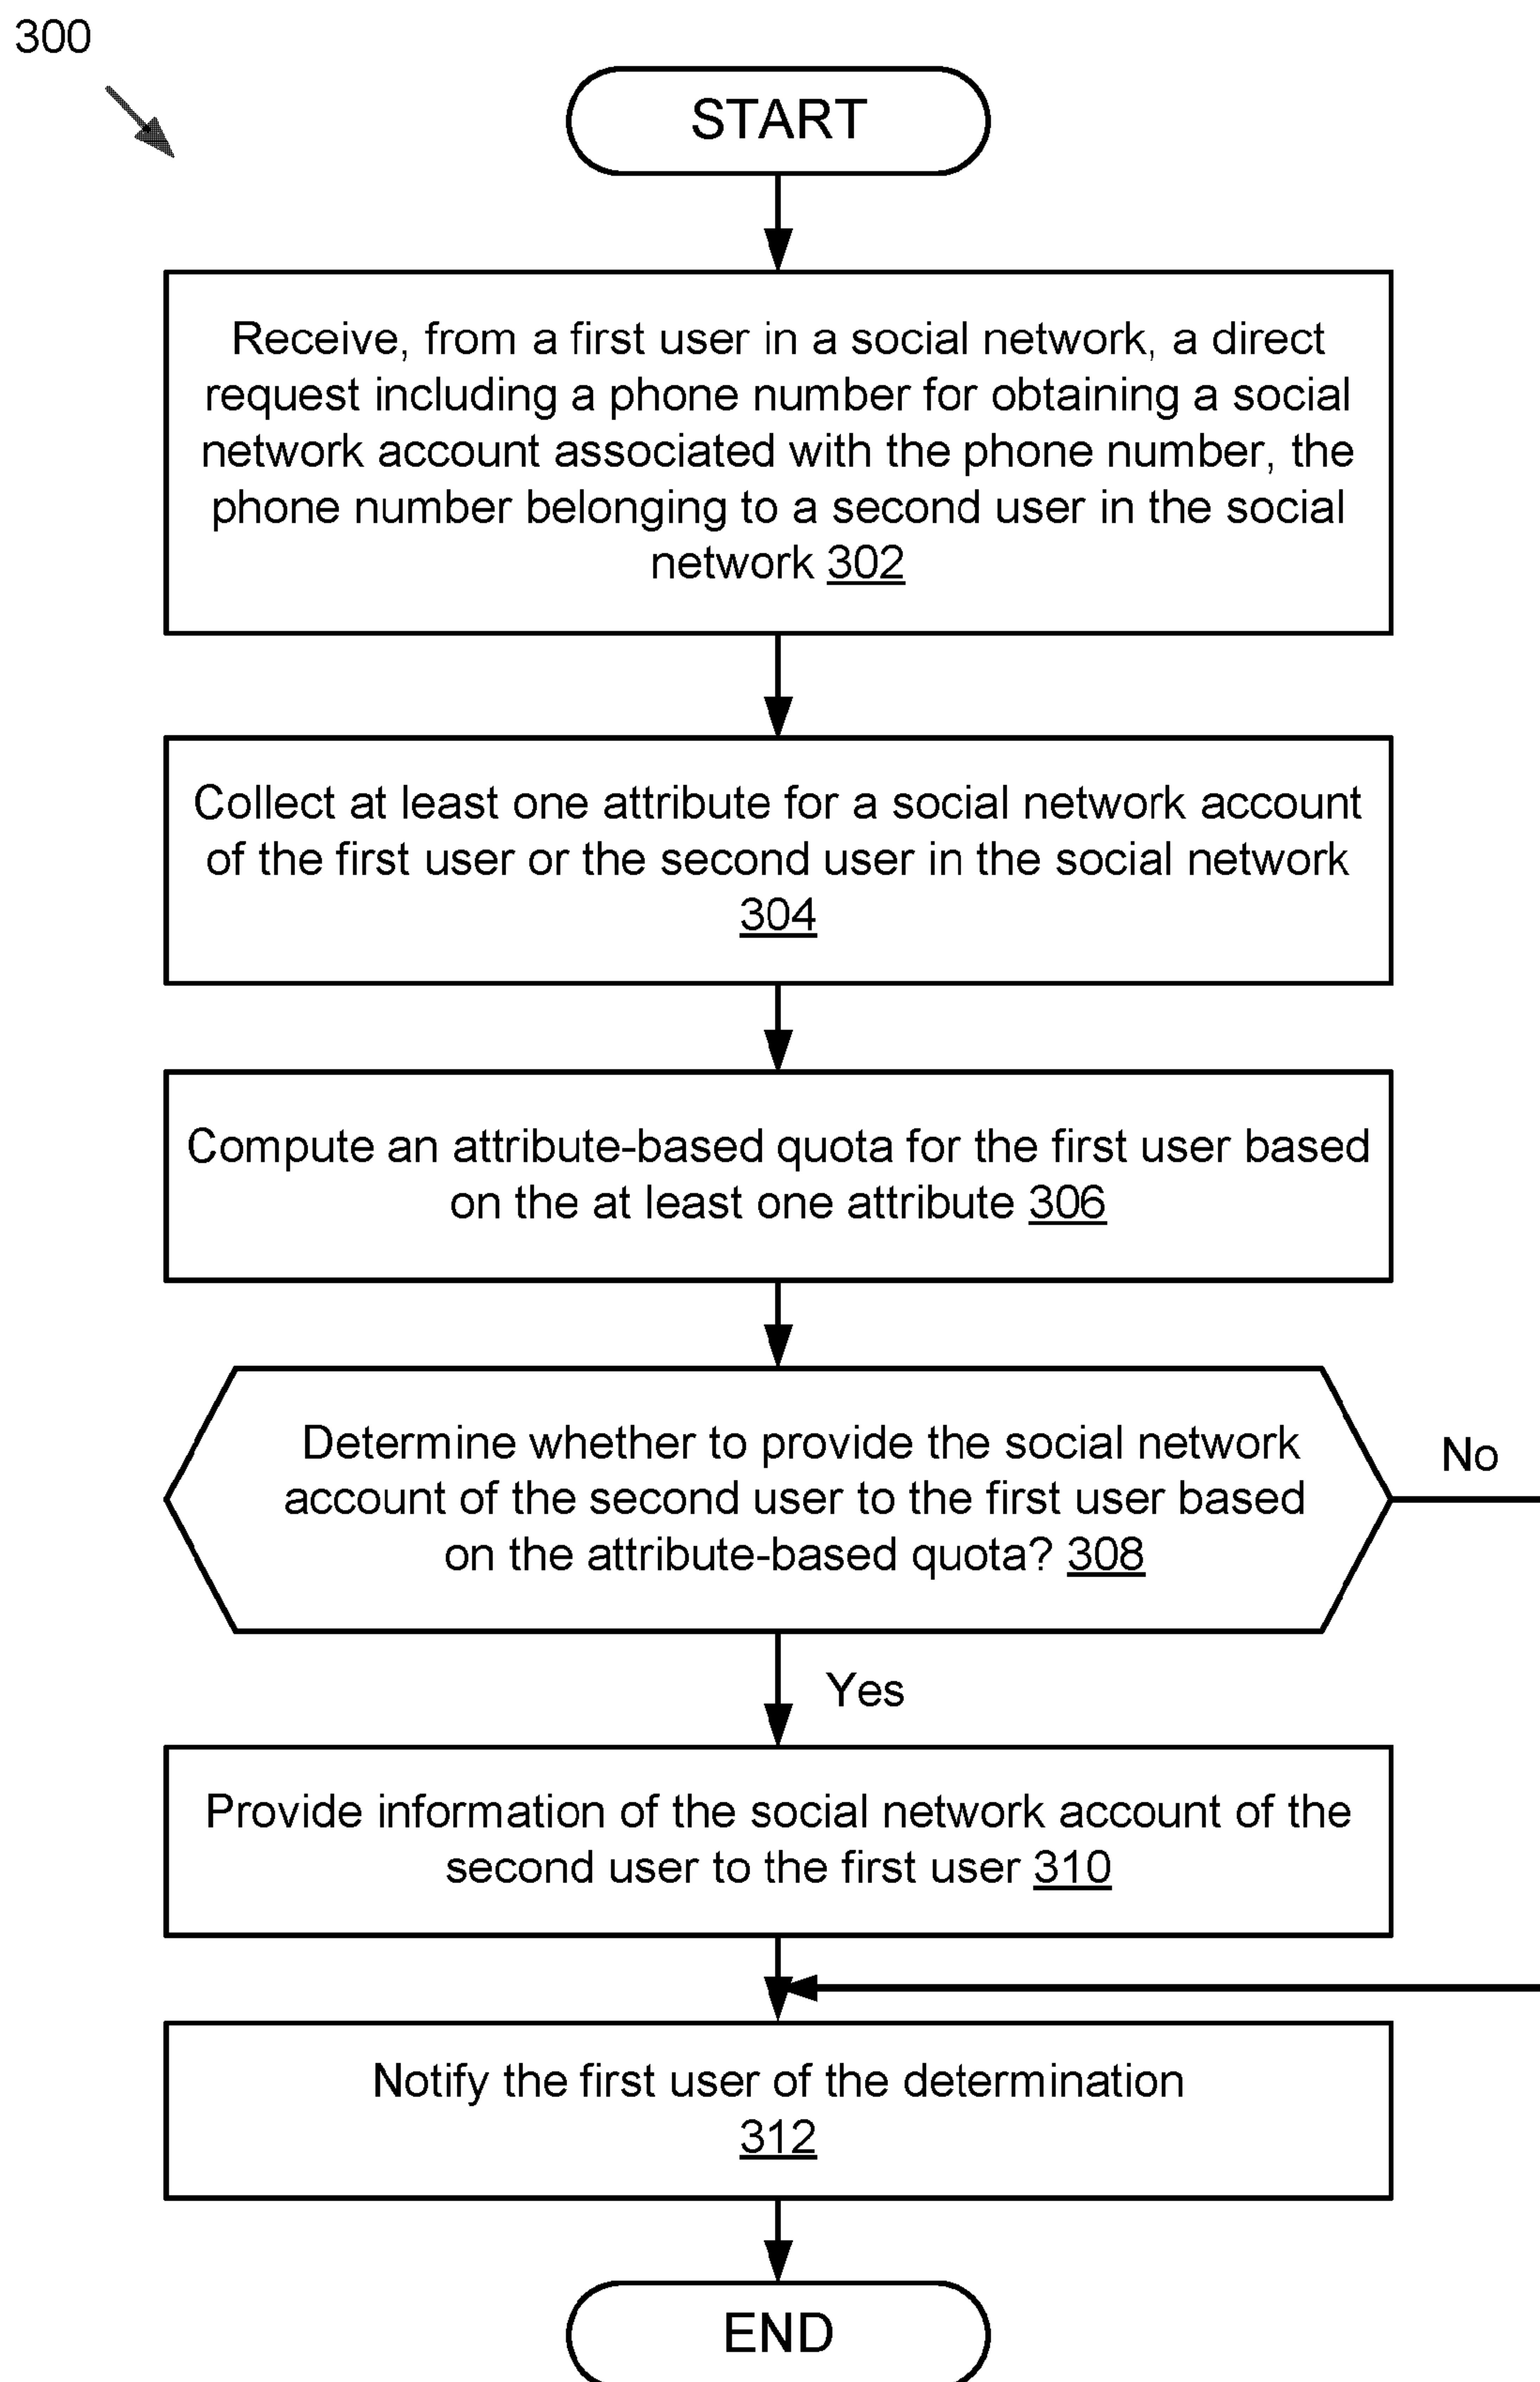 300
START
Receive, from a first user in a social network, a direct
request including a phone number for obtaining a social
network account associated with the phone number, the
phone number belonging to a second user in the social
network 302
Collect at least one attribute for a social network account
of the first user or the second user in the social network
304
Compute an attribute-based quota for the first user based
on the at least one attribute 306
Determine whether to provide the social network
account of the second user to the first user based
on the attribute-based quota? 308
No
Yes
Provide information of the social network account of the
second user to the first user 310
Notify the first user of the determination
312
END